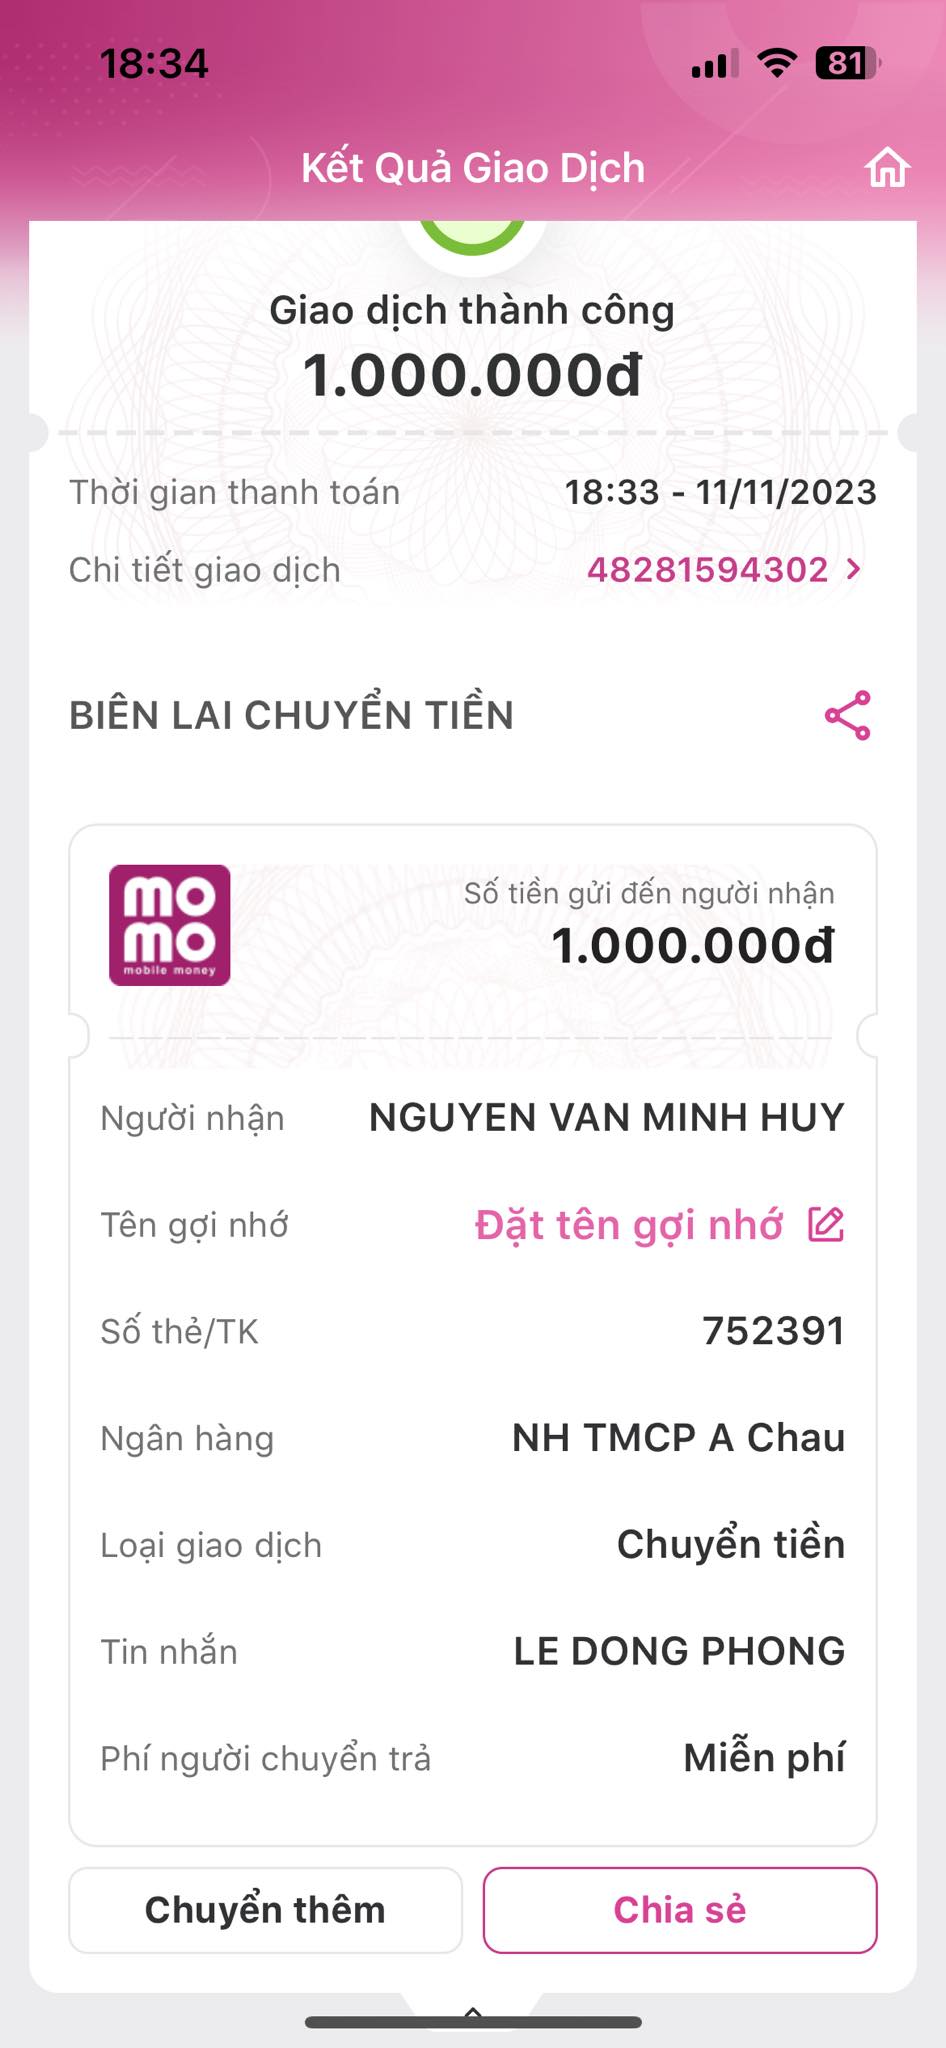 18:34
81
Kết Quả Giao Dịch
Giao dịch thành công
1.000.000đ
Thời gian thanh toán 18:33 - 11/11/2023
Chi tiết giao dịch 48281594302
BIÊN LAI CHUYỂN TIỀN
mo
mo
mobile money
Số tiền gửi đến người nhận
1.000.000đ
Người nhận NGUYEN VAN MINH HUY
Tên gợi nhớ Đặt tên gợi nhớ
Số thẻ/TK 752391
Ngân hàng NH TMCP A Chau
Loại giao dịch Chuyển tiền
Tin nhắn LE DONG PHONG
Phí người chuyển trả Miễn phí
Chuyển thêm Chia sẻ